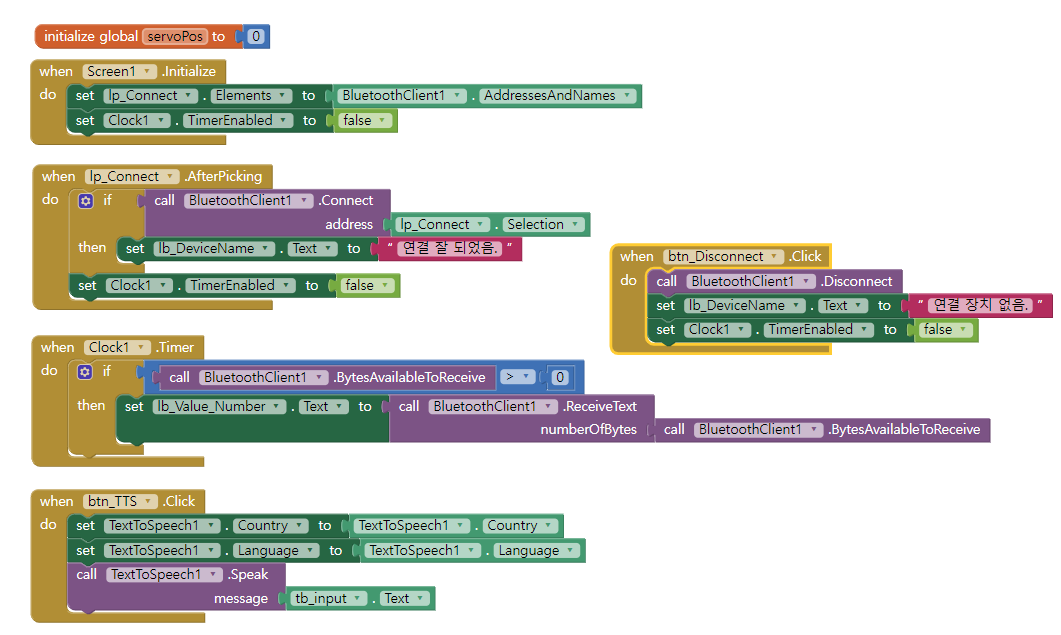 initialize global servoPos to 0
when Screen1 .Initialize
do set lp_Connect . Elements to BluetoothClient1 . AddressesAndNames
set Clock1 . TimerEnabled to false
when lp_Connect .AfterPicking
do if call BluetoothClient1 .Connect
address lp_Connect . Selection
then set lb_DeviceName . Text to " 연결 잘 되었음. "
set Clock1 . TimerEnabled to false
when btn_Disconnect .Click
do call BluetoothClient1 .Disconnect
set lb_DeviceName . Text to " 연결 장치 없음. "
set Clock1 . TimerEnabled to false
when Clock1 .Timer
do if call BluetoothClient1 .BytesAvailableToReceive > 0
then set lb_Value_Number . Text to call BluetoothClient1 .ReceiveText
numberOfBytes call BluetoothClient1 .BytesAvailableToReceive
when btn_TTS .Click
do set TextToSpeech1 . Country to TextToSpeech1 . Country
set TextToSpeech1 . Language to TextToSpeech1 . Language
call TextToSpeech1 .Speak
message tb_input . Text